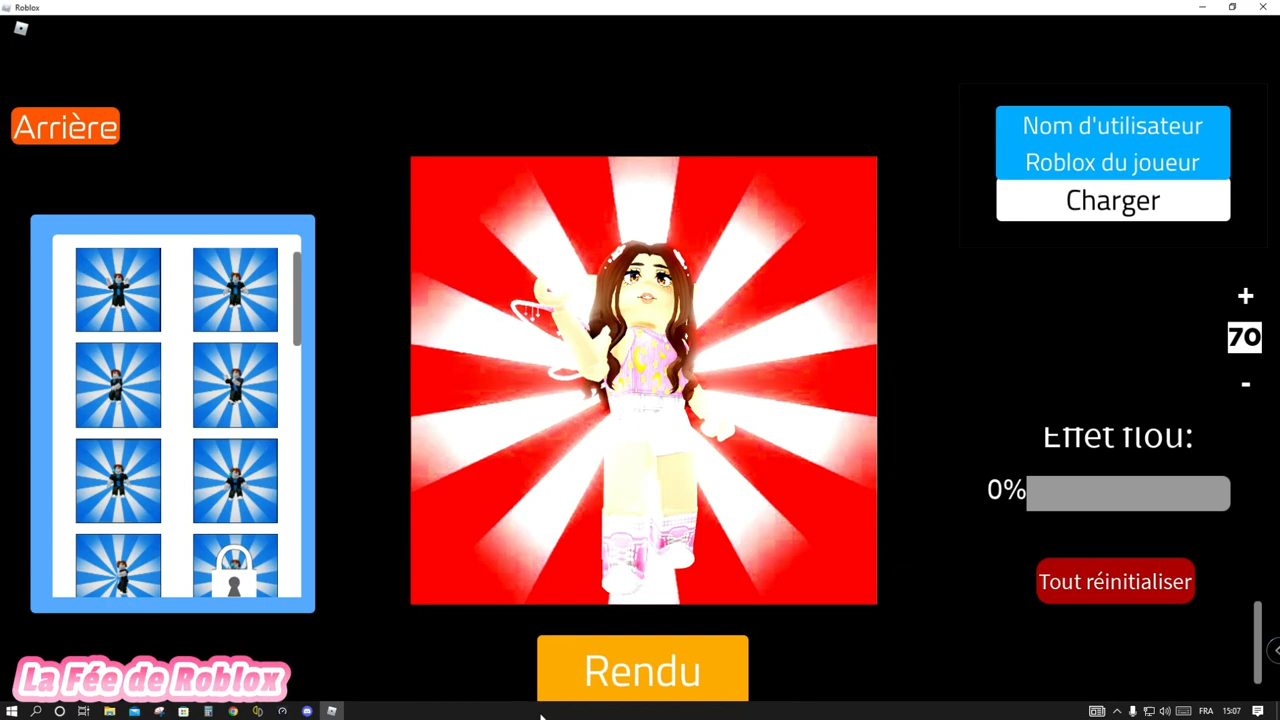 Roblox
Arrière
Nom d'utilisateur
Roblox du joueur
Charger
+
70
-
Effet flou:
0%
Tout réinitialiser
Rendu
La Fée de Roblox
FRA
15:07